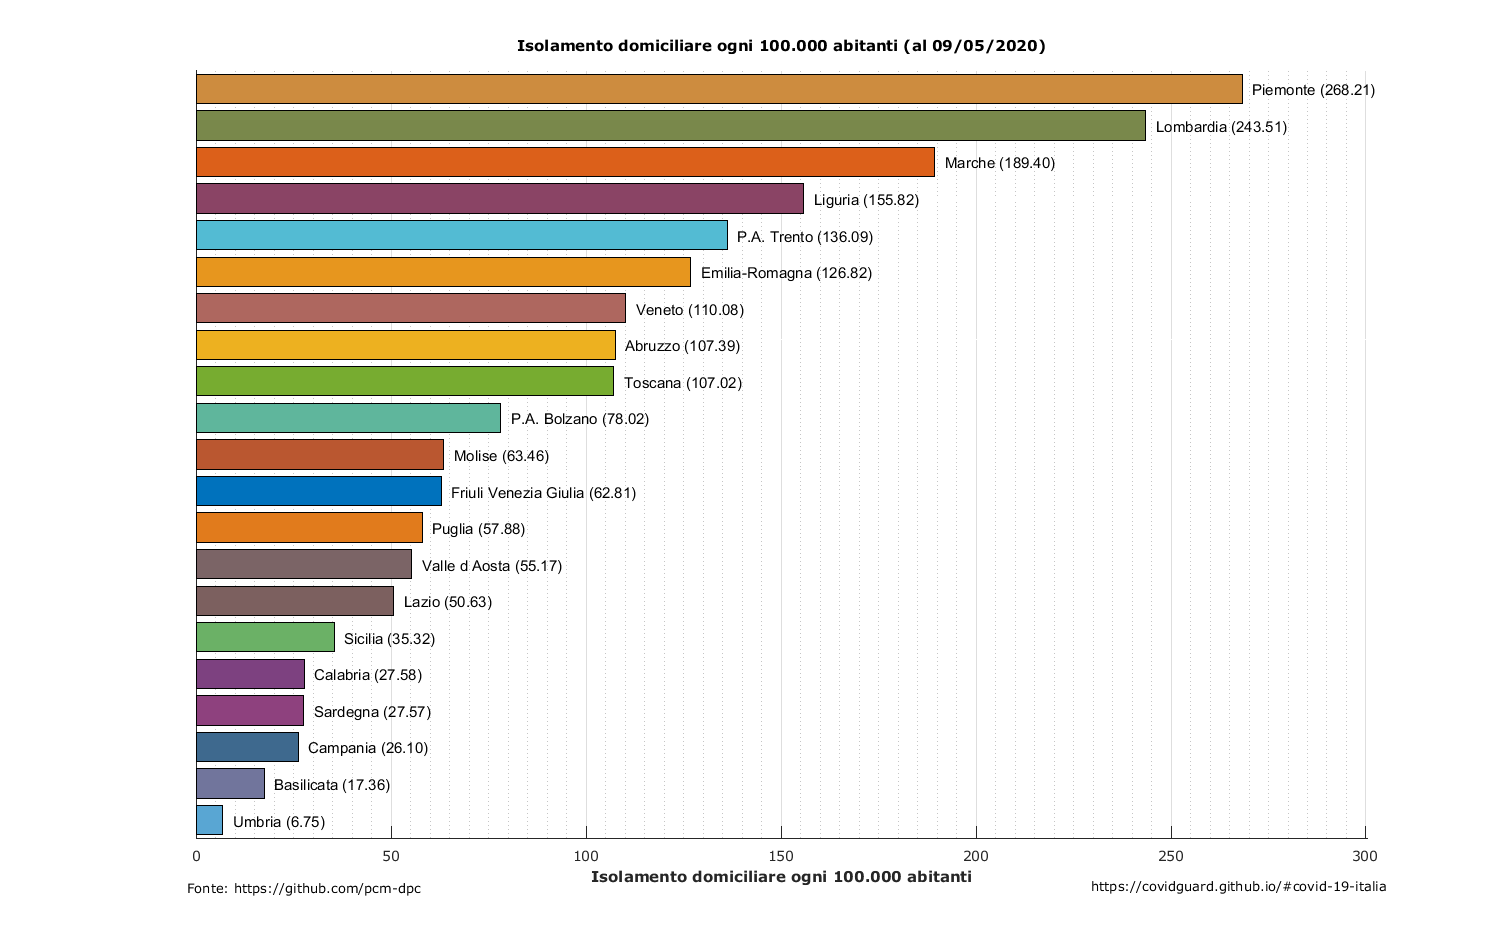 Isolamento domiciliare ogni 100.000 abitanti (al 09/05/2020)
Piemonte (268.21)
Lombardia (243.51)
Marche (189.40)
Liguria (155.82)
P.A. Trento (136.09)
Emilia-Romagna (126.82)
Veneto (110.08)
Abruzzo (107.39)
Toscana (107.02)
P.A. Bolzano (78.02)
Molise (63.46)
Friuli Venezia Giulia (62.81)
Puglia (57.88)
Valle d Aosta (55.17)
Lazio (50.63)
Sicilia (35.32)
Calabria (27.58)
Sardegna (27.57)
Campania (26.10)
Basilicata (17.36)
Umbria (6.75)
0 50 100 150 200 250 300
Isolamento domiciliare ogni 100.000 abitanti
Fonte: https://github.com/pcm-dpc
https://covidguard.github.io/#covid-19-italia